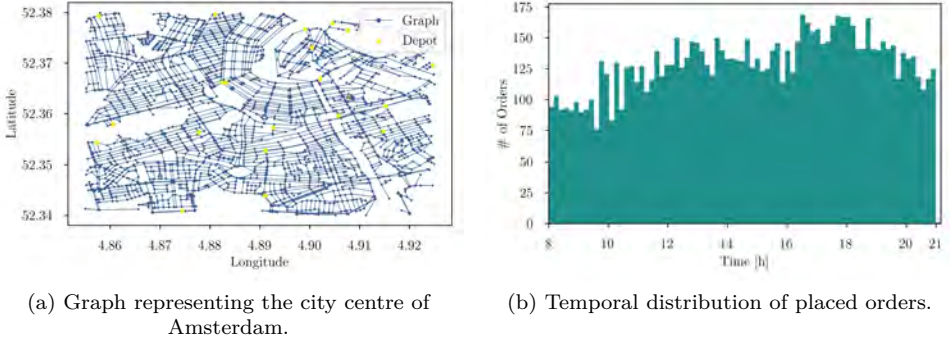 52.38
52.37
52.36
52.35
52.34
Latitude
Graph
Depot
4.86 4.87 4.88 4.89 4.90 4.91 4.92
Longitude
(a) Graph representing the city centre of
Amsterdam.
175
150
125
100
75
50
25
0
# of Orders
8 10 12 14 16 18 20 21
Time [h]
(b) Temporal distribution of placed orders.